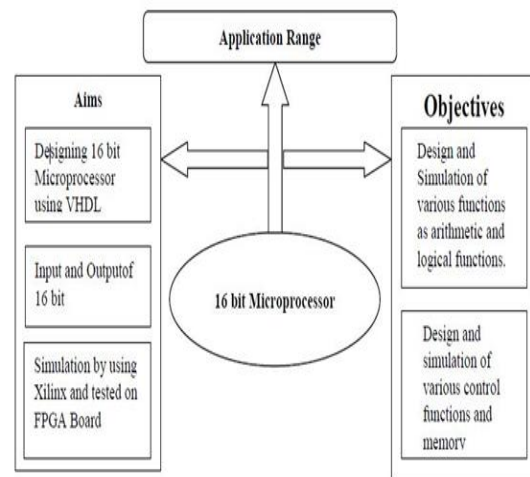 Application Range
Aims
Designing 16 bit
Microprocessor
using VHDL
Input and Outputof
16 bit
Simulation by using
Xilinx and tested on
FPGA Board
16 bit Microprocessor
Objectives
Design and
Simulation of
various functions
as arithmetic and
logical functions.
Design and
simulation of
various control
functions and
memory